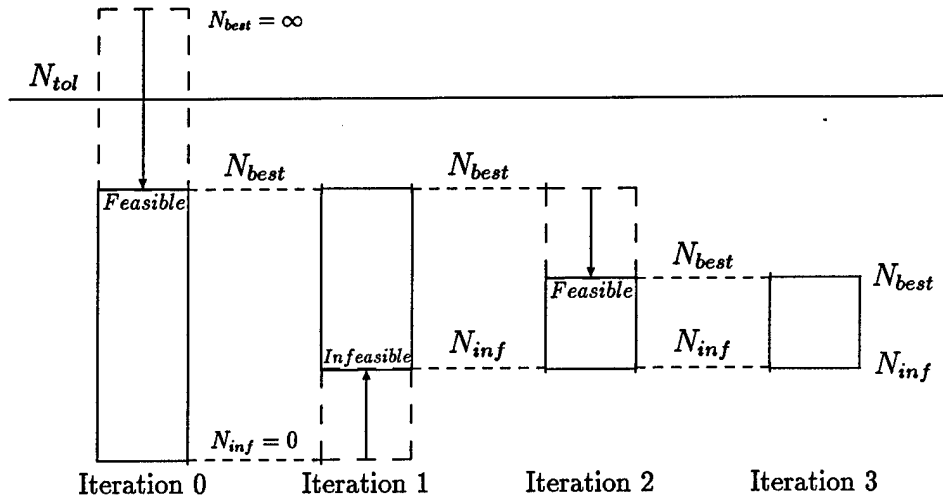 N_best = ∞
N_tol
N_best N_best
Feasible
N_best N_best
Feasible
Infeasible N_inf N_inf N_inf
N_inf = 0
Iteration 0 Iteration 1 Iteration 2 Iteration 3